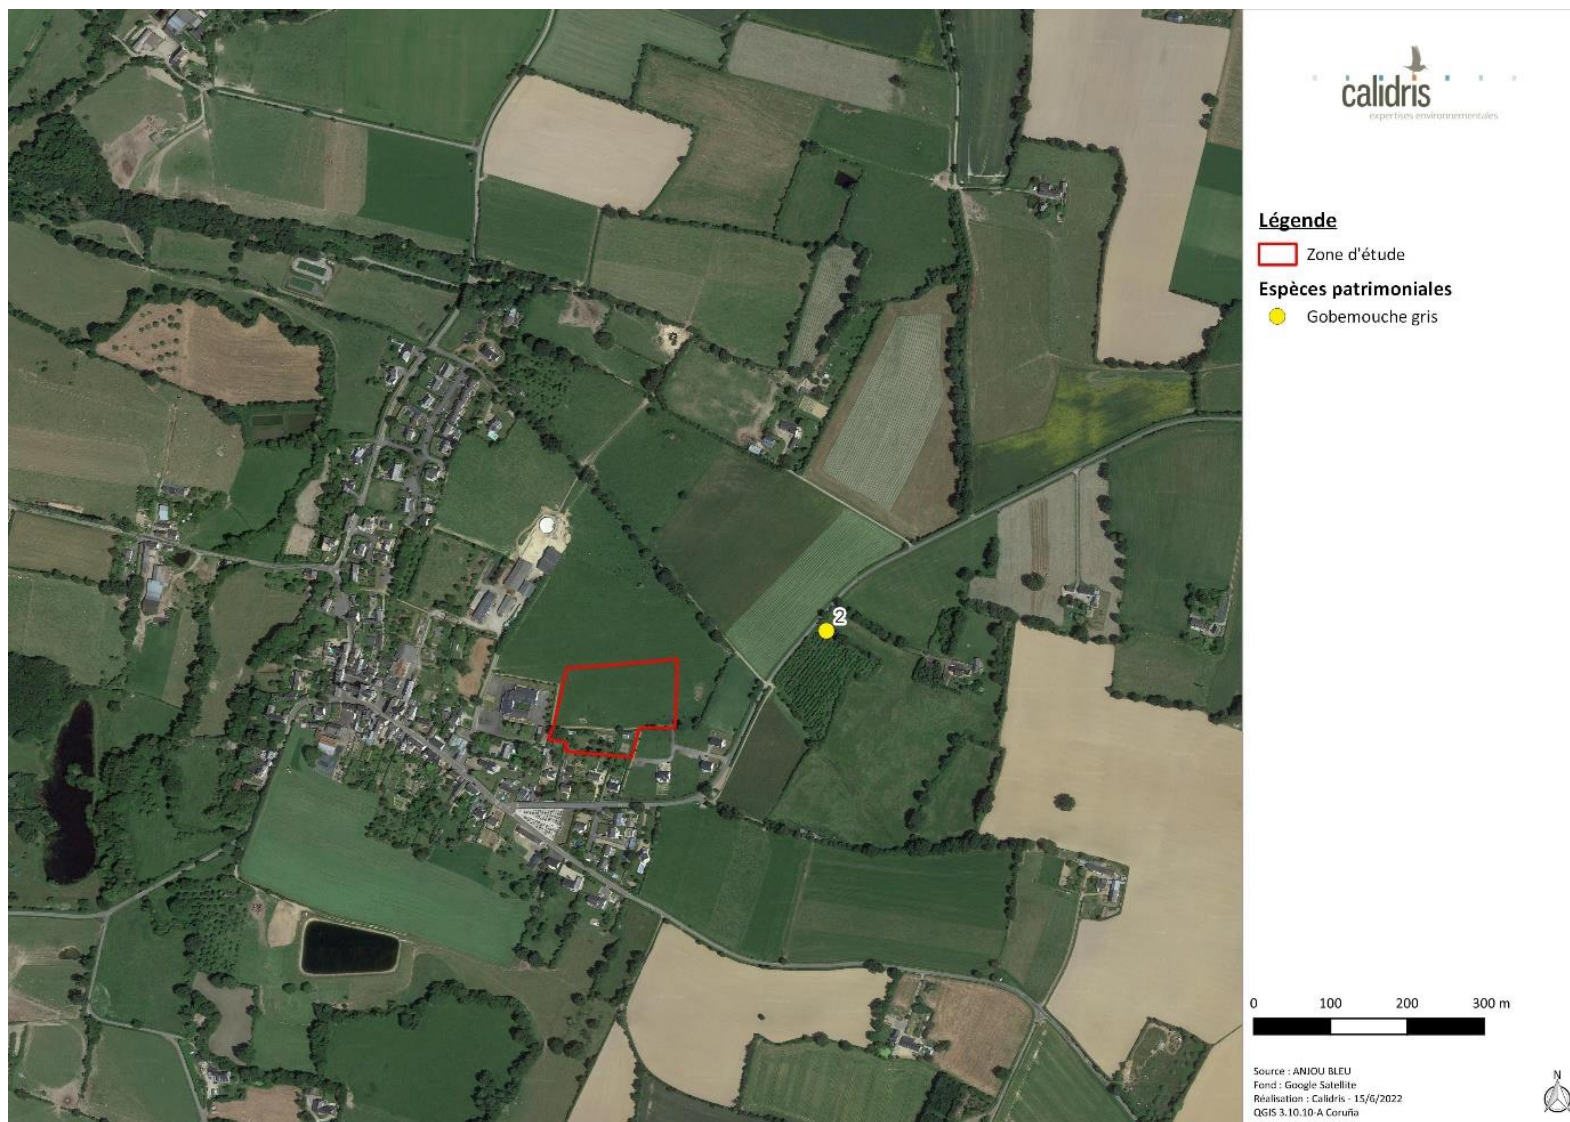 calidris
expertises environnementales
Légende
Zone d'étude
Espèces patrimoniales
Gobemouche gris
2
0 100 200 300 m
Source : ANJOU BLEU
Fond : Google Satellite
Réalisation : Calidris - 15/6/2022
QGIS 3.10.10-A Coruña
N